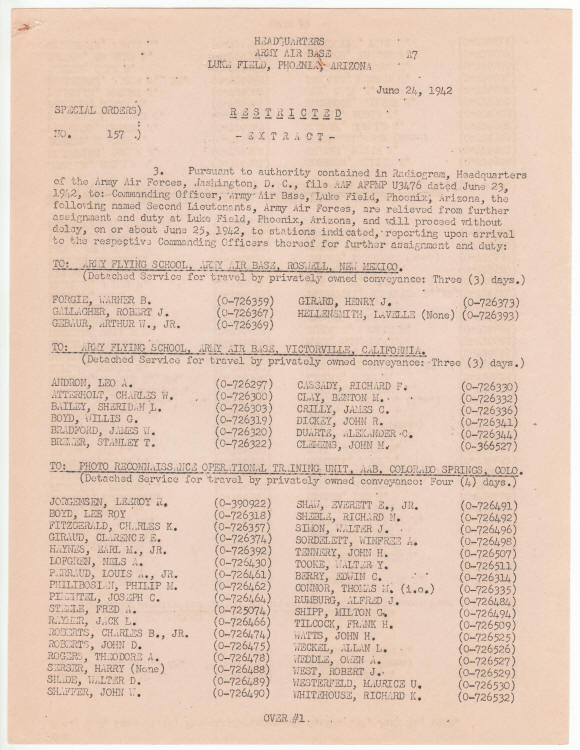 HEADQUARTERS
ARMY AIR BASE A7
LUKE FIELD, PHOENIX, ARIZONA
June 24, 1942
SPECIAL ORDERS)
R E S T R I C T E D
NO. 157 .)
- E X T R A C T -
3. Pursuant to authority contained in Radiogram, Headquarters
of the Army Air Forces, Washington, D. C., file AAF AFPMP U3476 dated June 23,
1942, to: Commanding Officer, Army Air Base, Luke Field, Phoenix, Arizona, the
following named Second Lieutenants, Army Air Forces, are relieved from further
assignment and duty at Luke Field, Phoenix, Arizona, and will proceed without
delay, on or about June 25, 1942, to stations indicated, reporting upon arrival
to the respective Commanding Officers thereof for further assignment and duty:
TO: ARMY FLYING SCHOOL, ARMY AIR BASE, ROSWELL, NEW MEXICO.
(Detached Service for travel by privately owned conveyance: Three (3) days.)
FORGIE, WARNER B. (0-726359) GIRARD, HENRY J. (0-726373)
GALLAGHER, ROBERT J. (0-726367) HELLENSMITH, LAVELLE (None) (0-726393)
GEBAUR, ARTHUR W., JR. (0-726369)
TO: ARMY FLYING SCHOOL, ARMY AIR BASE, VICTORVILLE, CALIFORNIA.
(Detached Service for travel by privately owned conveyance: Three (3) days.)
ANDRON, LEO A. (0-726297) CASSADY, RICHARD F. (0-726330)
ATTERHOLT, CHARLES W. (0-726300) CLAY, BENTON M. (0-726332)
BAILEY, SHERIDAN L. (0-726303) CRILLY, JAMES C. (0-726336)
BOYD, WILLIS G. (0-726319) DICKEY, JOHN R. (0-726341)
BRADFORD, JAMES W. (0-726320) DUARTE, ALEXANDER C. (0-726344)
STANLEY T. (0-726322) CLEMENS, JOHN M. (0-366527)
TO: PHOTO RECONNAISSANCE OPERATIONAL TRAINING UNIT, AAB, COLORADO SPRINGS, COLO.
(Detached Service for travel by privately owned conveyance: Four (4) days.)
JORGENSEN, LEEROY R. (0-390922) SHAW, EVERETT E., JR. (0-726491)
BOYD, LEE ROY (0-726318) SHEBLA, RICHARD M. (0-726492)
FITZGERALD, CHARLES K. (0-726357) SIMON, WALTER J. (0-726496)
GIRAUD, CLARENCE E. (0-726374) SORDELETT, WINFREE A. (0-726498)
HAYNES, EARL M., JR. (0-726392) TENNERY, JOHN H. (0-726507)
LOFGREN, NELS A. (0-726430) TOOKE, WALTER Y. (0-726511)
PERRAUD, LOUIS A., JR. (0-726461) BERRY, EDWIN C. (0-726314)
PHILIBOSIAN, PHILIP M. (0-726462) CONNOR, THOMAS M. (i.o.) (0-726335)
PIMENTEL, JOSEPH C. (0-726464) RUMBURG, ALFRED J. (0-726484)
STEELE, FRED A. (0-725074) SHIPP, MILTON G. (0-726494)
JACK L. (0-726466) TILCOCK, FRANK H. (0-726509)
ROBERTS, CHARLES B., JR. (0-726474) WATTS, JOHN H. (0-726525)
ROBERTS, JOHN D. (0-726475) WECKEL, ALLAN L. (0-726526)
ROGERS, THEODORE A. (0-726478) WEDDLE, OWEN A. (0-726527)
HARRY (None) (0-726488) WEST, ROBERT J. (0-726529)
SHADE, WALTER D. (0-726489) WESTERFELD, MAURICE U. (0-726530)
SHAFFER, JOHN W. (0-726490) WHITEHOUSE, RICHARD K. (0-726532)
OVER #1